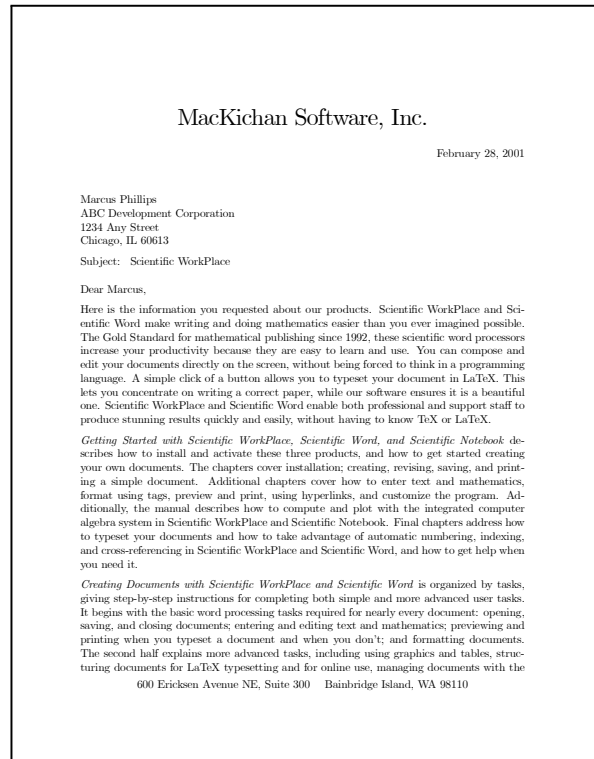 MacKichan Software, Inc.
February 28, 2001
Marcus Phillips
ABC Development Corporation
1234 Any Street
Chicago, IL 60613
Subject: Scientific WorkPlace
Dear Marcus,
Here is the information you requested about our products. Scientific WorkPlace and Sci-
entific Word make writing and doing mathematics easier than you ever imagined possible.
The Gold Standard for mathematical publishing since 1992, these scientific word processors
increase your productivity because they are easy to learn and use. You can compose and
edit your documents directly on the screen, without being forced to think in a programming
language. A simple click of a button allows you to typeset your document in LaTeX. This
lets you concentrate on writing a correct paper, while our software ensures it is a beautiful
one. Scientific WorkPlace and Scientific Word enable both professional and support staff to
produce stunning results quickly and easily, without having to know TeX or LaTeX.
Getting Started with Scientific WorkPlace, Scientific Word, and Scientific Notebook de-
scribes how to install and activate these three products, and how to get started creating
your own documents. The chapters cover installation; creating, revising, saving, and print-
ing a simple document. Additional chapters cover how to enter text and mathematics,
format using tags, preview and print, using hyperlinks, and customize the program. Ad-
ditionally, the manual describes how to compute and plot with the integrated computer
algebra system in Scientific WorkPlace and Scientific Notebook. Final chapters address how
to typeset your documents and how to take advantage of automatic numbering, indexing,
and cross-referencing in Scientific WorkPlace and Scientific Word, and how to get help when
you need it.
Creating Documents with Scientific WorkPlace and Scientific Word is organized by tasks,
giving step-by-step instructions for completing both simple and more advanced user tasks.
It begins with the basic word processing tasks required for nearly every document: opening,
saving, and closing documents; entering and editing text and mathematics; previewing and
printing when you typeset a document and when you don't; and formatting documents.
The second half explains more advanced tasks, including using graphics and tables, struc-
turing documents for LaTeX typesetting and for online use, managing documents with the
600 Ericksen Avenue NE, Suite 300 Bainbridge Island, WA 98110